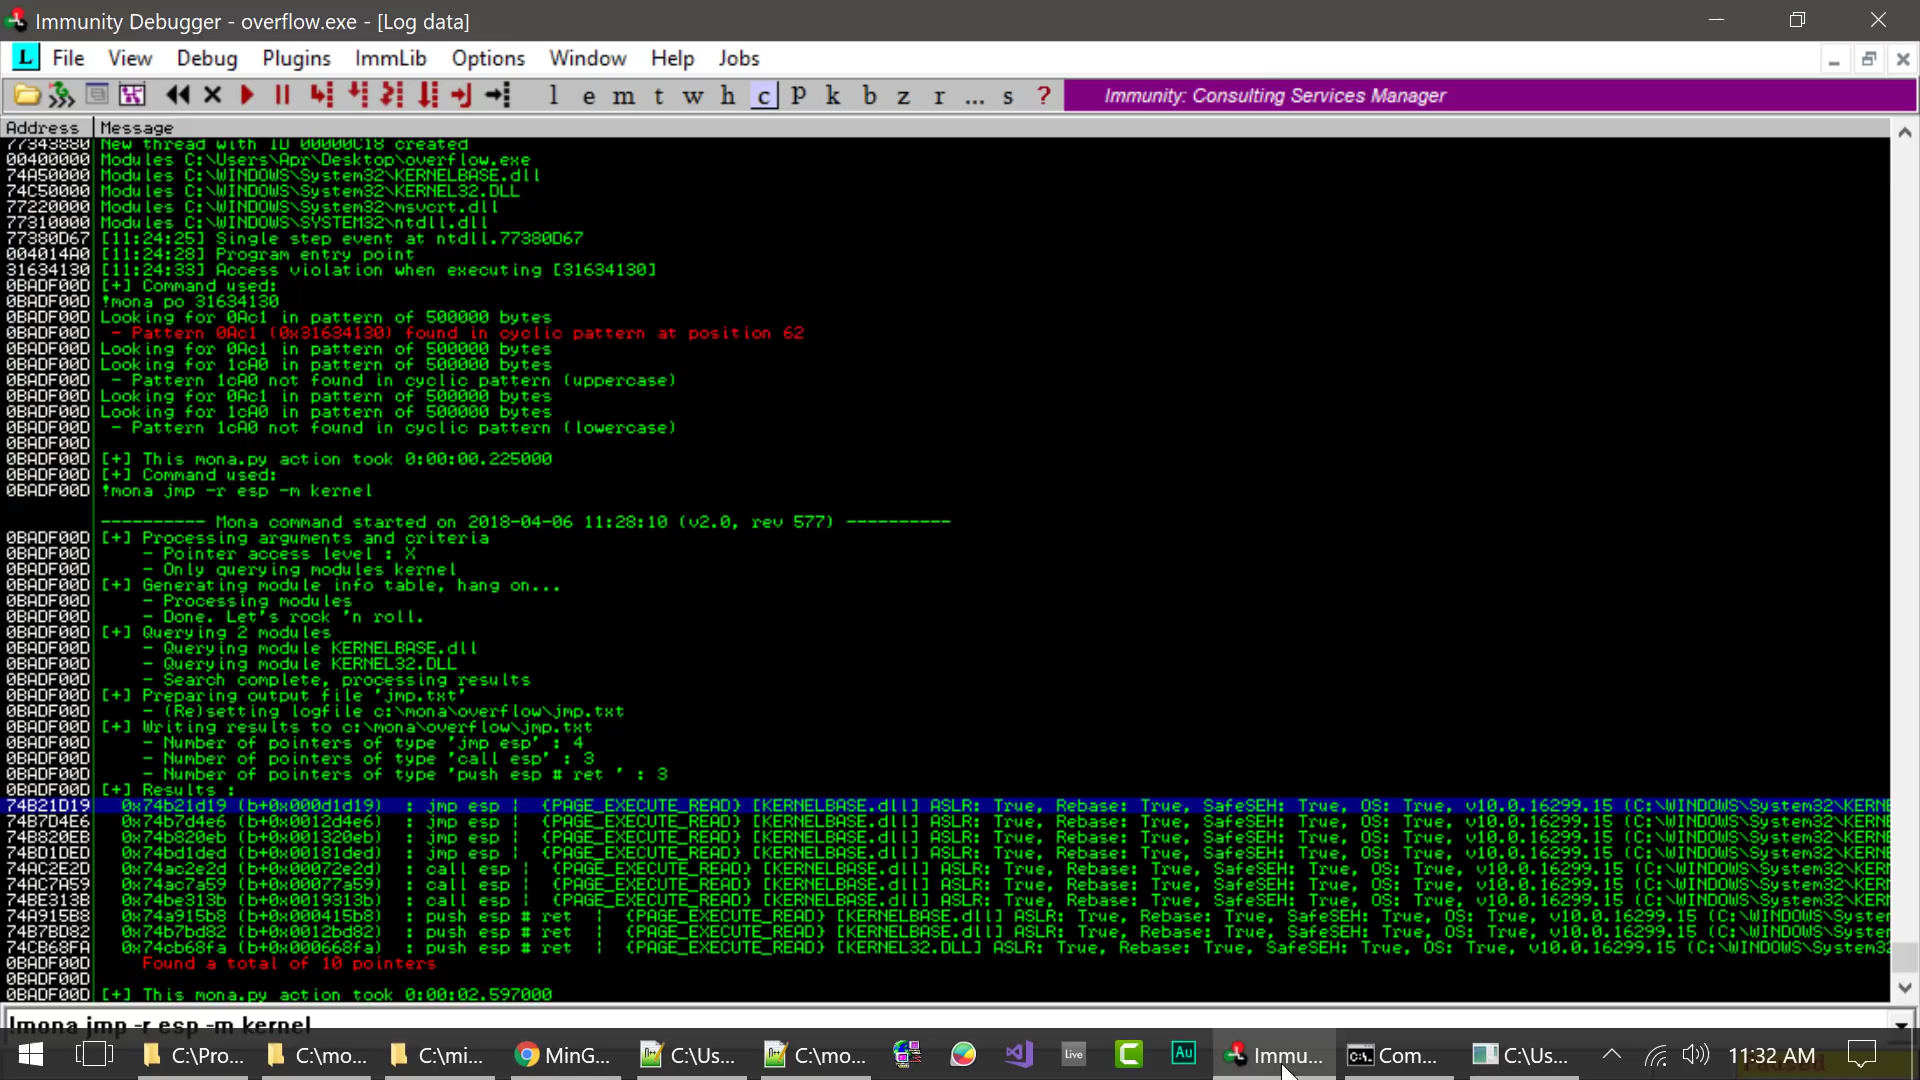 Immunity Debugger - overflow.exe - [Log data]
L File View Debug Plugins ImmLib Options Window Help Jobs
l e m t w h c p k b z r ... s ? Immunity: Consulting Services Manager
Address Message
77343880 New thread with ID 00000C18 created
00400000 Modules C:\Users\Apr\Desktop\overflow.exe
74A50000 Modules C:\WINDOWS\System32\KERNELBASE.dll
74C50000 Modules C:\WINDOWS\System32\KERNEL32.DLL
77220000 Modules C:\WINDOWS\System32\msvcrt.dll
77310000 Modules C:\WINDOWS\SYSTEM32\ntdll.dll
77380D67 [11:24:25] Single step event at ntdll.77380D67
004014A0 [11:24:28] Program entry point
31634130 [11:24:33] Access violation when executing [31634130]
0BADF00D [+] Command used:
0BADF00D !mona po 31634130
0BADF00D Looking for 0Ac1 in pattern of 500000 bytes
0BADF00D - Pattern 0Ac1 (0x31634130) found in cyclic pattern at position 62
0BADF00D Looking for 0Ac1 in pattern of 500000 bytes
0BADF00D Looking for 1cA0 in pattern of 500000 bytes
0BADF00D - Pattern 1cA0 not found in cyclic pattern (uppercase)
0BADF00D Looking for 0Ac1 in pattern of 500000 bytes
0BADF00D Looking for 1cA0 in pattern of 500000 bytes
0BADF00D - Pattern 1cA0 not found in cyclic pattern (lowercase)
0BADF00D
0BADF00D [+] This mona.py action took 0:00:00.225000
0BADF00D [+] Command used:
0BADF00D !mona jmp -r esp -m kernel
---------- Mona command started on 2018-04-06 11:28:10 (v2.0, rev 577) ----------
0BADF00D [+] Processing arguments and criteria
0BADF00D - Pointer access level : X
0BADF00D - Only querying modules kernel
0BADF00D [+] Generating module info table, hang on...
0BADF00D - Processing modules
0BADF00D - Done. Let's rock 'n roll.
0BADF00D [+] Querying 2 modules
0BADF00D - Querying module KERNELBASE.dll
0BADF00D - Querying module KERNEL32.DLL
0BADF00D - Search complete, processing results
0BADF00D [+] Preparing output file 'jmp.txt'
0BADF00D - (Re)setting logfile c:\mona\overflow\jmp.txt
0BADF00D [+] Writing results to c:\mona\overflow\jmp.txt
0BADF00D - Number of pointers of type 'jmp esp' : 4
0BADF00D - Number of pointers of type 'call esp' : 3
0BADF00D - Number of pointers of type 'push esp # ret ' : 3
0BADF00D [+] Results :
74B21D19 0x74b21d19 (b+0x000d1d19) : jmp esp | {PAGE_EXECUTE_READ} [KERNELBASE.dll] ASLR: True, Rebase: True, SafeSEH: True, OS: True, v10.0.16299.15 (C:\WINDOWS\System32\KERNE
74B7D4E6 0x74b7d4e6 (b+0x0012d4e6) : jmp esp | {PAGE_EXECUTE_READ} [KERNELBASE.dll] ASLR: True, Rebase: True, SafeSEH: True, OS: True, v10.0.16299.15 (C:\WINDOWS\System32\KERNE
74B820EB 0x74b820eb (b+0x001320eb) : jmp esp | {PAGE_EXECUTE_READ} [KERNELBASE.dll] ASLR: True, Rebase: True, SafeSEH: True, OS: True, v10.0.16299.15 (C:\WINDOWS\System32\KERNE
74BD1DED 0x74bd1ded (b+0x00181ded) : jmp esp | {PAGE_EXECUTE_READ} [KERNELBASE.dll] ASLR: True, Rebase: True, SafeSEH: True, OS: True, v10.0.16299.15 (C:\WINDOWS\System32\KERNE
74AC2E2D 0x74ac2e2d (b+0x00072e2d) : call esp | {PAGE_EXECUTE_READ} [KERNELBASE.dll] ASLR: True, Rebase: True, SafeSEH: True, OS: True, v10.0.16299.15 (C:\WINDOWS\System32\KERN
74AC7A59 0x74ac7a59 (b+0x00077a59) : call esp | {PAGE_EXECUTE_READ} [KERNELBASE.dll] ASLR: True, Rebase: True, SafeSEH: True, OS: True, v10.0.16299.15 (C:\WINDOWS\System32\KERN
74BE313B 0x74be313b (b+0x0019313b) : call esp | {PAGE_EXECUTE_READ} [KERNELBASE.dll] ASLR: True, Rebase: True, SafeSEH: True, OS: True, v10.0.16299.15 (C:\WINDOWS\System32\KERN
74A915B8 0x74a915b8 (b+0x000415b8) : push esp # ret | {PAGE_EXECUTE_READ} [KERNELBASE.dll] ASLR: True, Rebase: True, SafeSEH: True, OS: True, v10.0.16299.15 (C:\WINDOWS\System
74B7BD82 0x74b7bd82 (b+0x0012bd82) : push esp # ret | {PAGE_EXECUTE_READ} [KERNELBASE.dll] ASLR: True, Rebase: True, SafeSEH: True, OS: True, v10.0.16299.15 (C:\WINDOWS\System
74CB68FA 0x74cb68fa (b+0x000668fa) : push esp # ret | {PAGE_EXECUTE_READ} [KERNEL32.DLL] ASLR: True, Rebase: True, SafeSEH: True, OS: True, v10.0.16299.15 (C:\WINDOWS\System32
0BADF00D Found a total of 10 pointers
0BADF00D
0BADF00D [+] This mona.py action took 0:00:02.597000
!mona jmp -r esp -m kernel
C:\Pro... C:\mo... C:\mi... MinG... C:\Us... C:\mo... Live Au Immu... Com... C:\Us... 11:32 AM